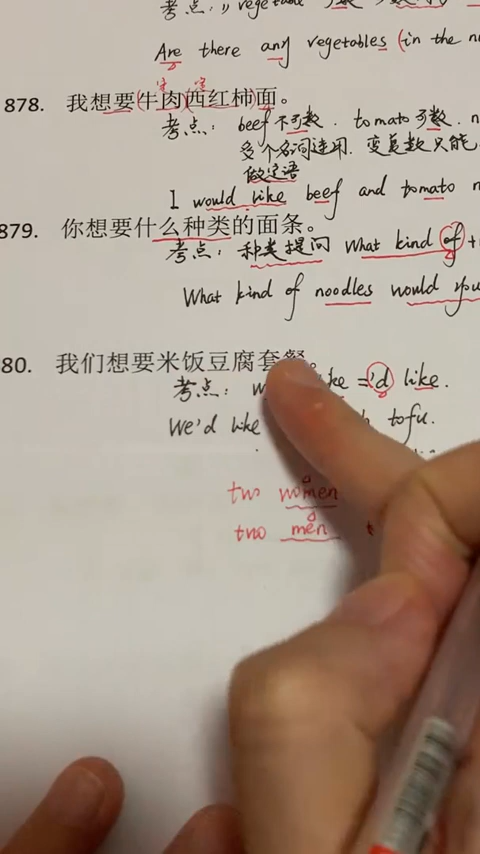 考点: vegetable 可数
Are there any vegetables (in the
878. 我想要(牛肉)(西红柿)面。
考点: beef 不可数. tomato 可数.
多个名词连用. 变复数只能
做定语
I would like beef and tomato
879. 你想要什么种类的面条。
考点: 种类提问 what kind of
What kind of noodles would you
80. 我们想要米饭豆腐套餐。
考点: = 'd like.
We'd like tofu.
two women
two men